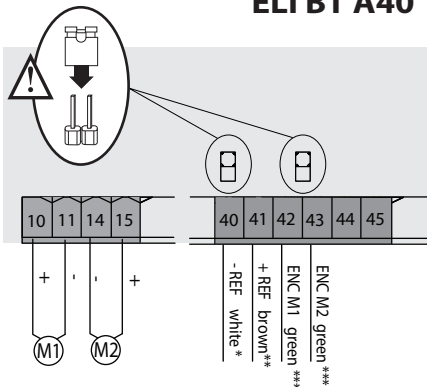 ELI BT A40
!
10 11 14 15
40 41 42 43 44 45
+ - - +
M1 M2
- REF white *
+ REF brown**
ENC M1 green ***
ENC M2 green ***